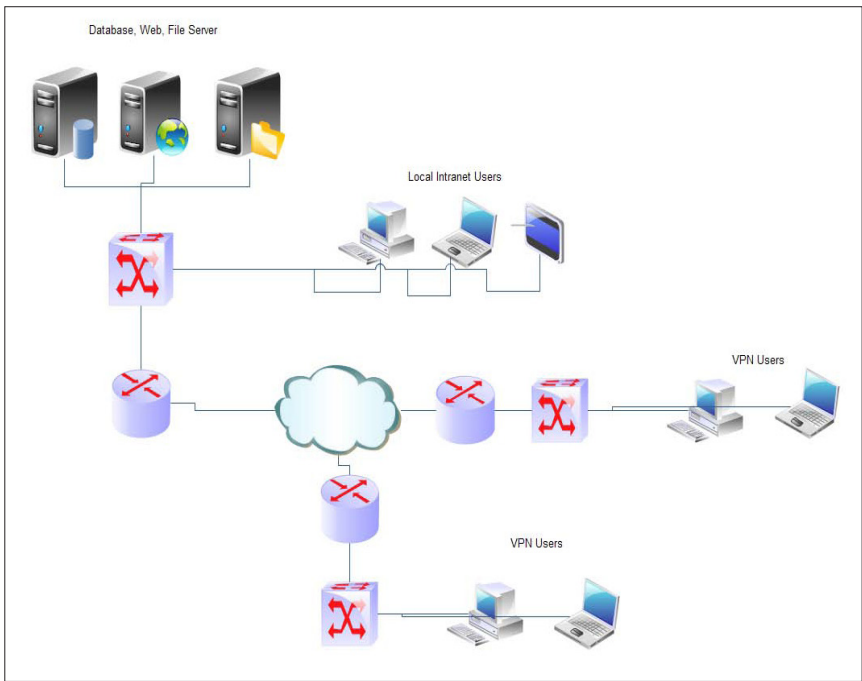 Database, Web, File Server
Local Intranet Users
VPN Users
VPN Users